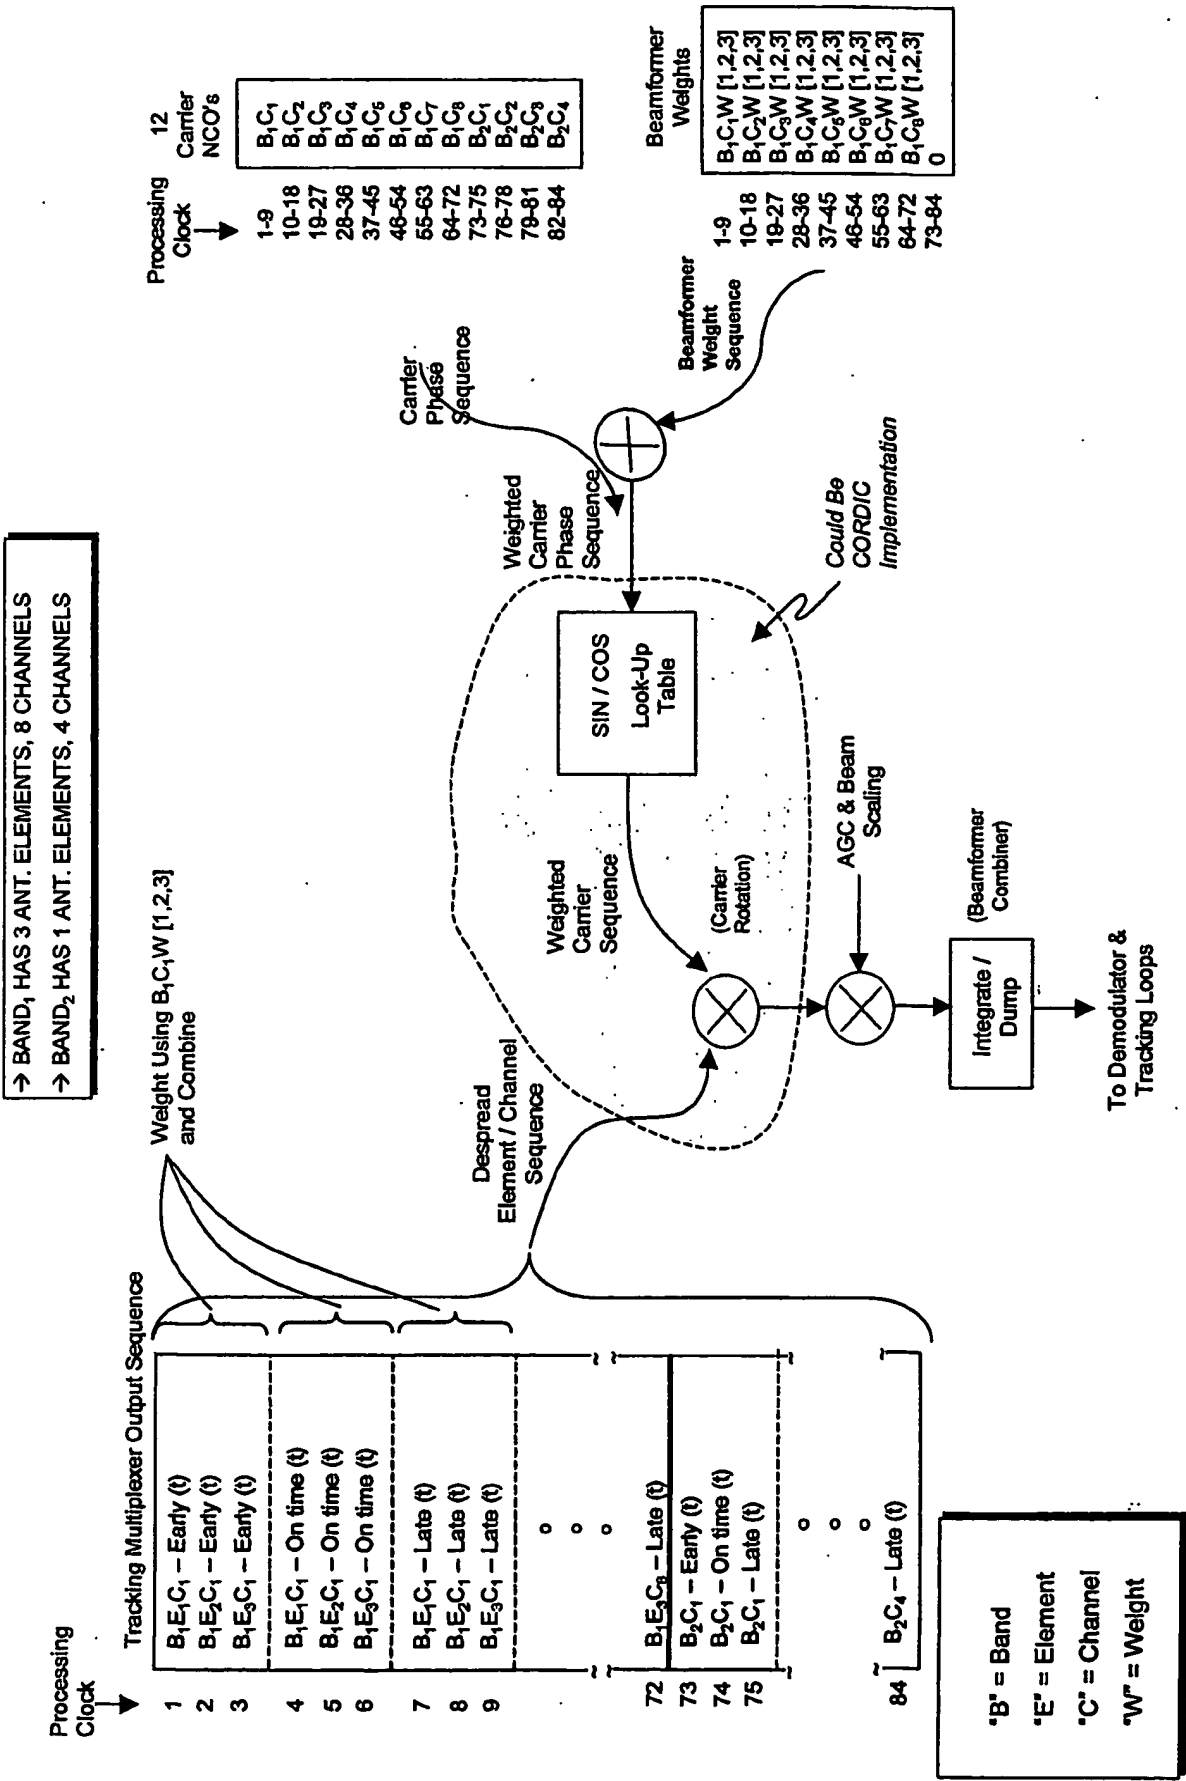 → BAND₁ HAS 3 ANT. ELEMENTS, 8 CHANNELS
→ BAND₂ HAS 1 ANT. ELEMENTS, 4 CHANNELS
Processing
Clock
Tracking Multiplexer Output Sequence
1 B₁E₁C₁ – Early (t)
2 B₁E₂C₁ – Early (t)
3 B₁E₃C₁ – Early (t)
4 B₁E₁C₁ – On time (t)
5 B₁E₂C₁ – On time (t)
6 B₁E₃C₁ – On time (t)
7 B₁E₁C₁ – Late (t)
8 B₁E₂C₁ – Late (t)
9 B₁E₃C₁ – Late (t)
72 B₁E₃C₈ – Late (t)
73 B₂C₁ – Early (t)
74 B₂C₁ – On time (t)
75 B₂C₁ – Late (t)
84 B₂C₄ – Late (t)
Weight Using B₁C₁W [1,2,3]
and Combine
Despread
Element / Channel
Sequence
Weighted
Carrier
Sequence
(Carrier
Rotation)
SIN / COS
Look-Up
Table
AGC & Beam
Scaling
(Beamformer
Combiner)
Integrate /
Dump
To Demodulator &
Tracking Loops
Weighted
Carrier
Phase
Sequence
Could Be
CORDIC
Implementation
Carrier
Phase
Sequence
Beamformer
Weight
Sequence
Processing
Clock
12
Carrier
NCO's
1-9 B₁C₁
10-18 B₁C₂
19-27 B₁C₃
28-36 B₁C₄
37-45 B₁C₅
46-54 B₁C₆
55-63 B₁C₇
64-72 B₁C₈
73-75 B₂C₁
76-78 B₂C₂
79-81 B₂C₃
82-84 B₂C₄
Beamformer
Weights
1-9 B₁C₁W [1,2,3]
10-18 B₁C₂W [1,2,3]
19-27 B₁C₃W [1,2,3]
28-36 B₁C₄W [1,2,3]
37-45 B₁C₅W [1,2,3]
46-54 B₁C₆W [1,2,3]
55-63 B₁C₇W [1,2,3]
64-72 B₁C₈W [1,2,3]
73-84 0
"B" = Band
"E" = Element
"C" = Channel
"W" = Weight